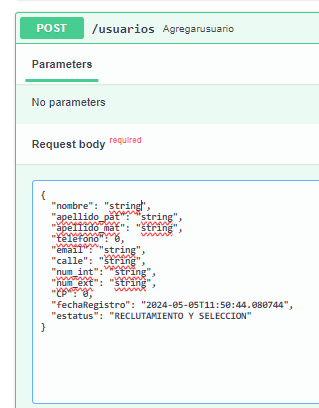 POST /usuarios Agregarusuario
Parameters
No parameters
Request body required
{
"nombre": "string",
"apellido_pat": "string",
"apellido_mat": "string",
"telefono": 0,
"email": "string",
"calle": "string",
"num_int": "string",
"num_ext": "string",
"CP": 0,
"fechaRegistro": "2024-05-05T11:50:44.080744",
"estatus": "RECLUTAMIENTO Y SELECCION"
}